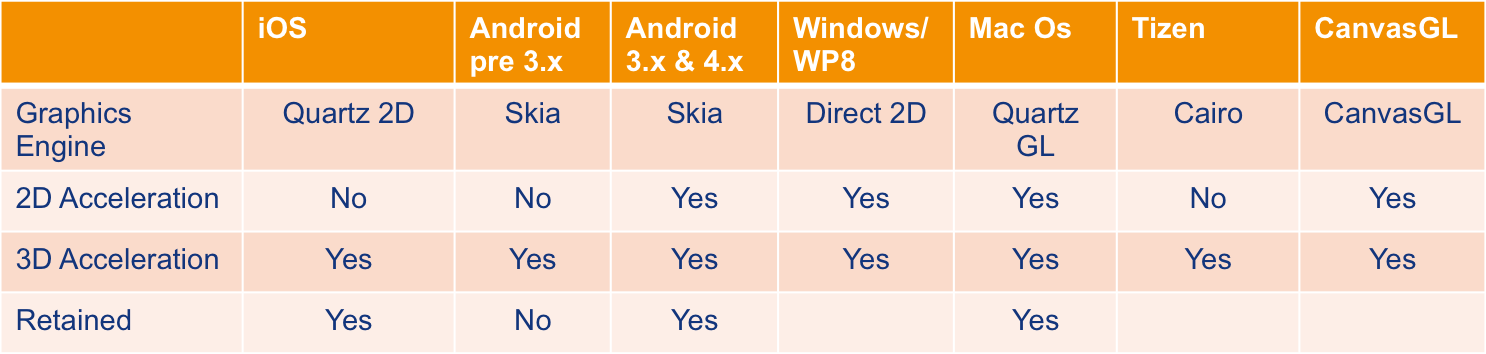 iOS Android pre 3.x Android 3.x & 4.x Windows/ WP8 Mac Os Tizen CanvasGL
Graphics Engine Quartz 2D Skia Skia Direct 2D Quartz GL Cairo CanvasGL
2D Acceleration No No Yes Yes Yes No Yes
3D Acceleration Yes Yes Yes Yes Yes Yes Yes
Retained Yes No Yes Yes